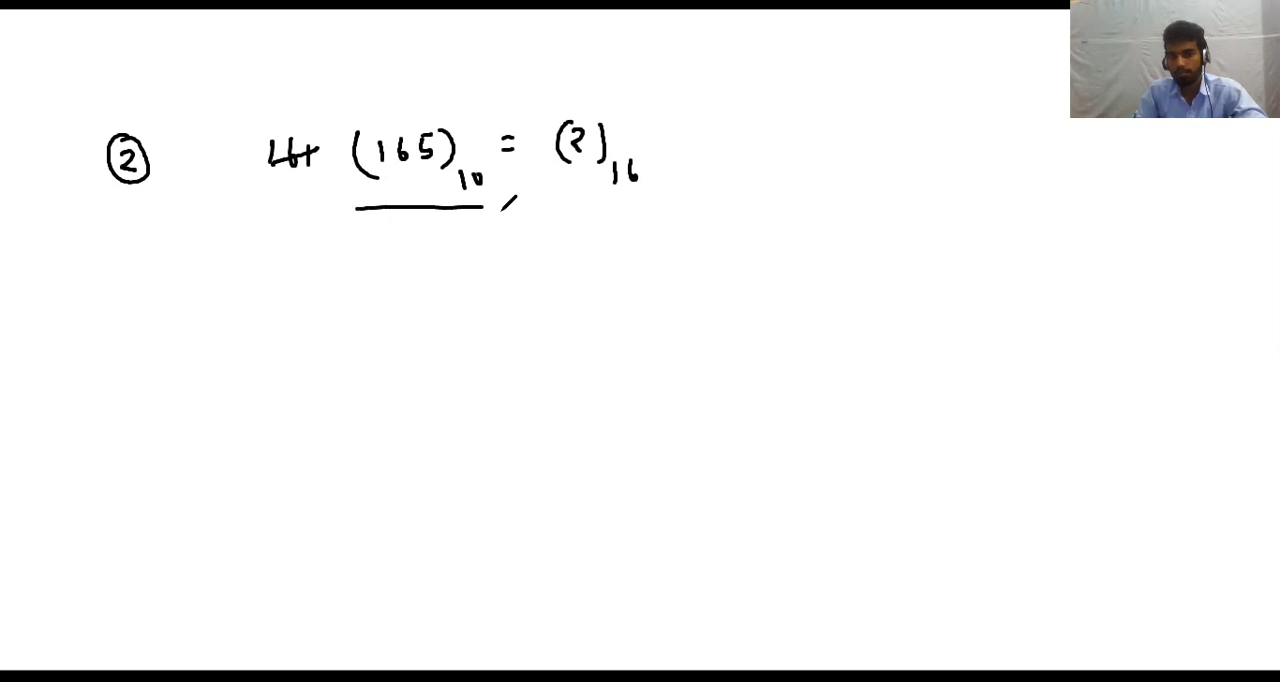 ② (165)₁₀ = (?)₁₆